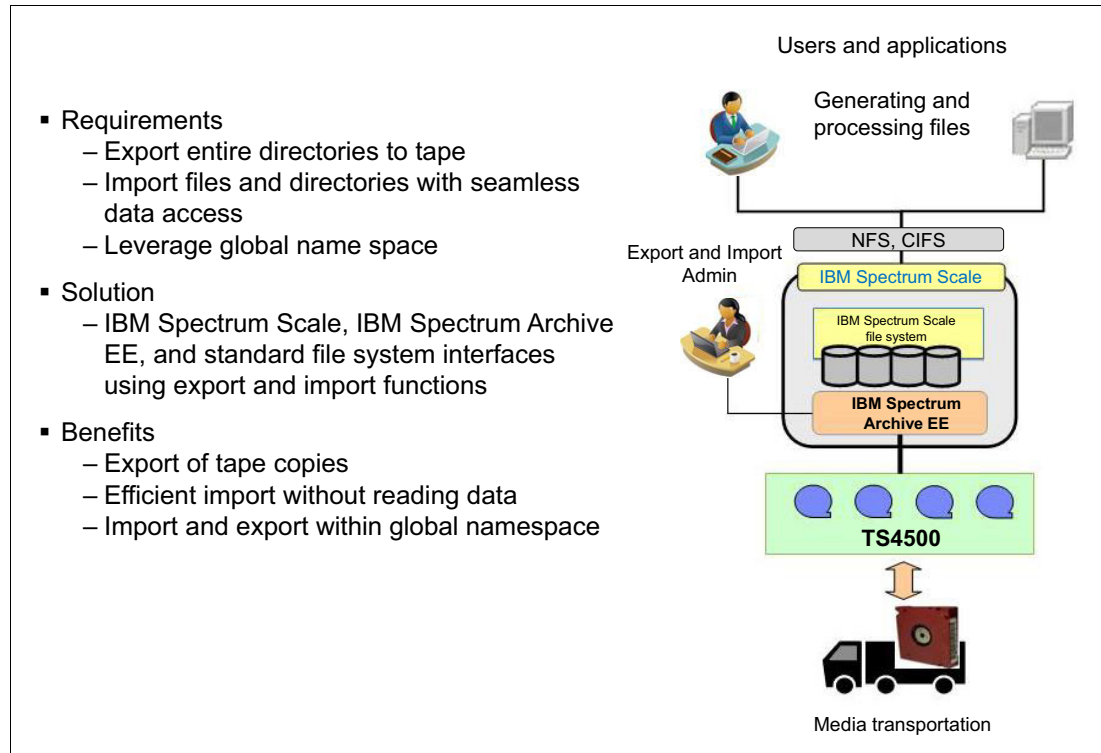 ▪ Requirements
– Export entire directories to tape
– Import files and directories with seamless
data access
– Leverage global name space
▪ Solution
– IBM Spectrum Scale, IBM Spectrum Archive
EE, and standard file system interfaces
using export and import functions
▪ Benefits
– Export of tape copies
– Efficient import without reading data
– Import and export within global namespace
Users and applications
Generating and
processing files
NFS, CIFS
Export and Import
Admin
IBM Spectrum Scale
IBM Spectrum Scale
file system
IBM Spectrum
Archive EE
TS4500
Media transportation